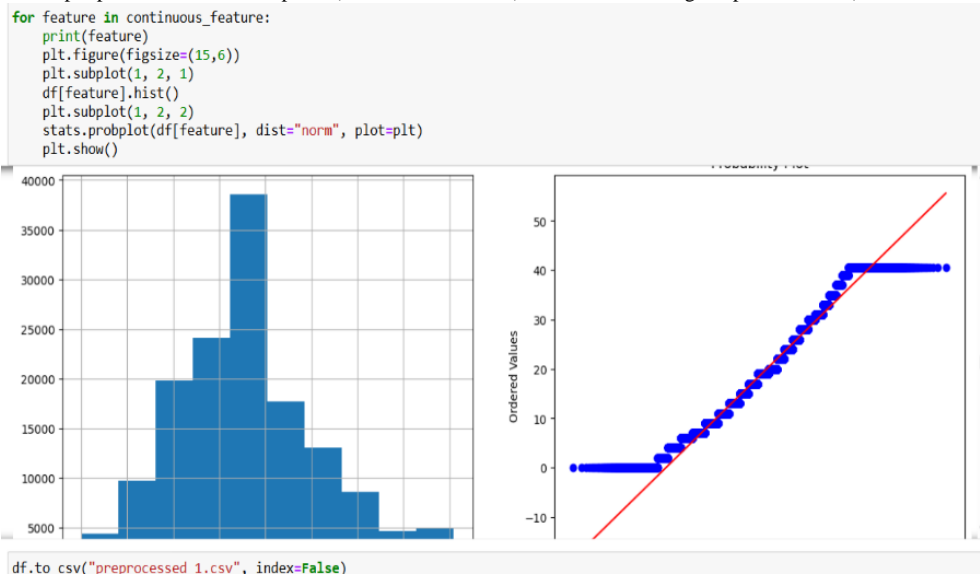 for feature in continuous_feature:
    print(feature)
    plt.figure(figsize=(15,6))
    plt.subplot(1, 2, 1)
    df[feature].hist()
    plt.subplot(1, 2, 2)
    stats.probplot(df[feature], dist="norm", plot=plt)
    plt.show()
40000
35000
30000
25000
20000
15000
10000
5000
50
40
30
20
10
0
−10
Ordered Values
df.to_csv("preprocessed_1.csv", index=False)